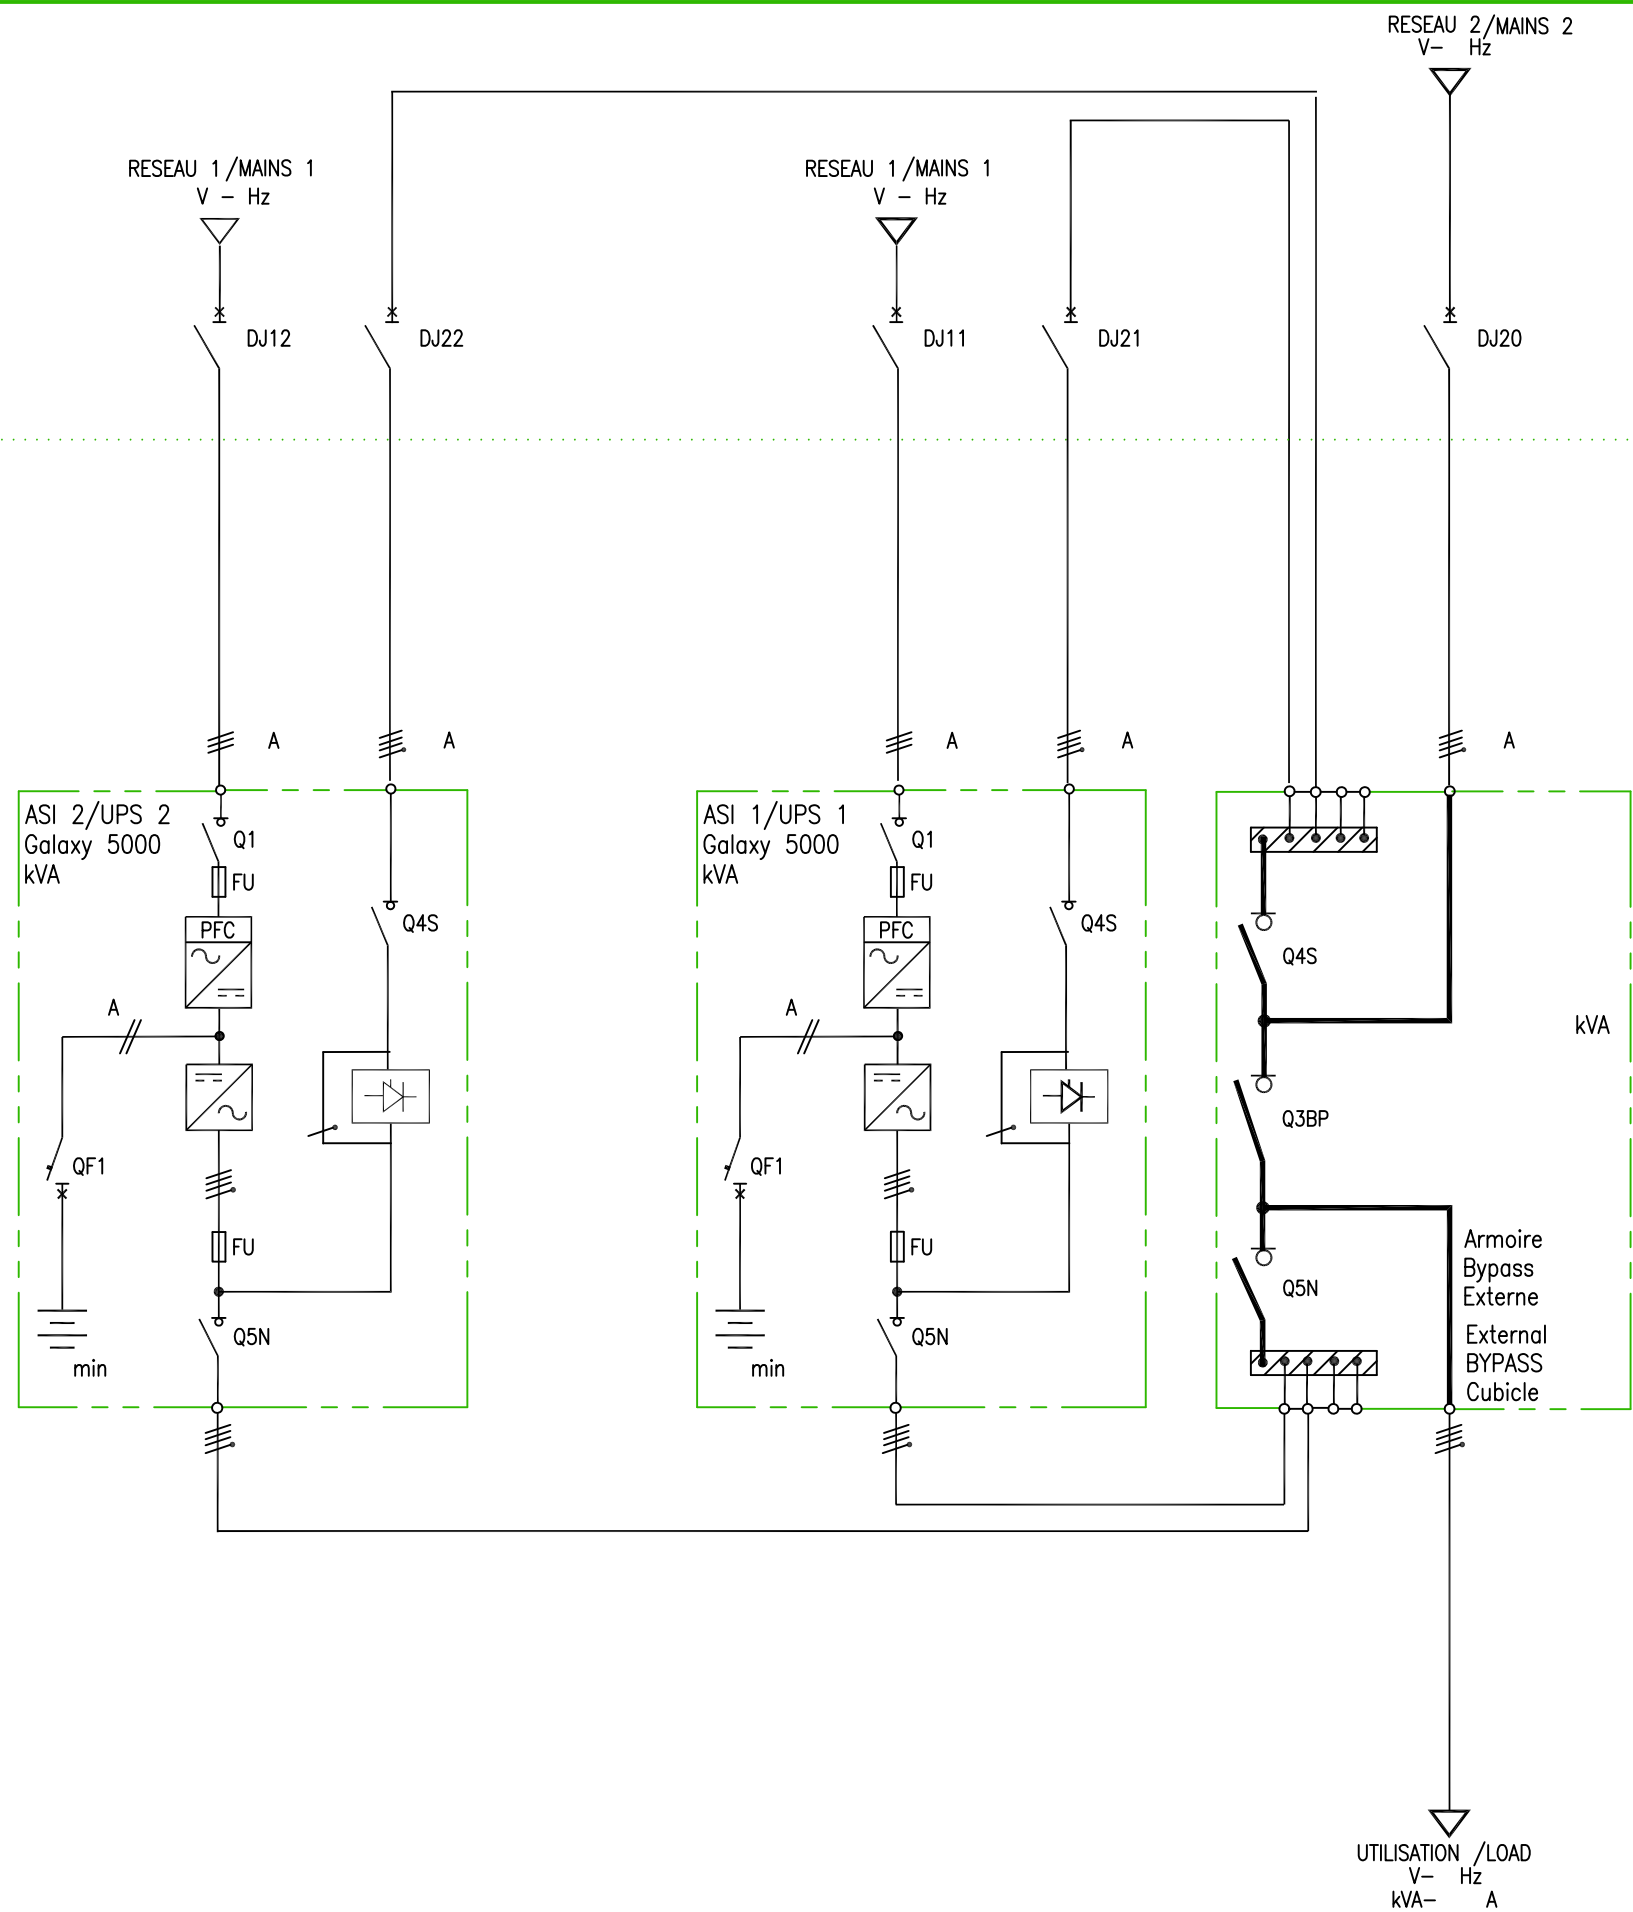 RESEAU 2/MAINS 2
V- Hz
RESEAU 1/MAINS 1
V - Hz
RESEAU 1/MAINS 1
V - Hz
DJ12
DJ22
DJ11
DJ21
DJ20
A
A
A
A
A
ASI 2/UPS 2
Galaxy 5000
kVA
Q1
FU
PFC
Q4S
A
QF1
FU
Q5N
min
ASI 1/UPS 1
Galaxy 5000
kVA
Q1
FU
PFC
Q4S
A
QF1
FU
Q5N
min
Q4S
kVA
Q3BP
Q5N
Armoire
Bypass
Externe
External
BYPASS
Cubicle
UTILISATION /LOAD
V- Hz
kVA- A